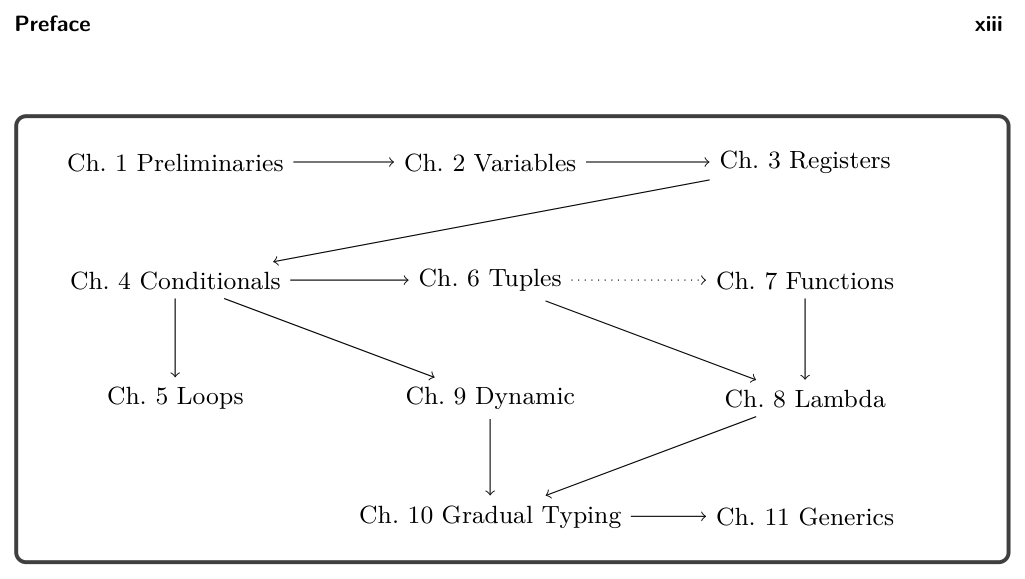 Preface xiii
Ch. 1 Preliminaries Ch. 2 Variables Ch. 3 Registers
Ch. 4 Conditionals Ch. 6 Tuples Ch. 7 Functions
Ch. 5 Loops Ch. 9 Dynamic Ch. 8 Lambda
Ch. 10 Gradual Typing Ch. 11 Generics